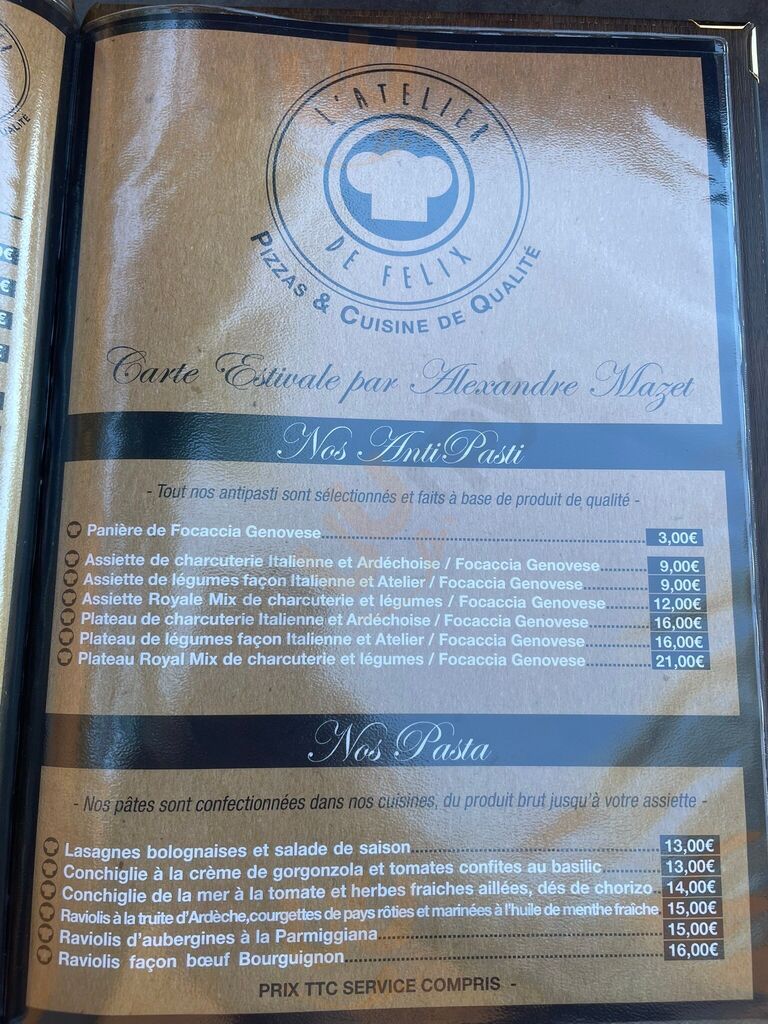 L'ATELIER
DE FELIX
PIZZAS & CUISINE DE QUALITÉ
Carte Estivale par Alexandre Mazet
Nos AntiPasti
- Tout nos antipasti sont sélectionnés et faits à base de produit de qualité -
Panière de Focaccia Genovese 3,00€
Assiette de charcuterie Italienne et Ardéchoise / Focaccia Genovese 9,00€
Assiette de légumes façon Italienne et Atelier / Focaccia Genovese 9,00€
Assiette Royale Mix de charcuterie et légumes / Focaccia Genovese 12,00€
Plateau de charcuterie Italienne et Ardéchoise / Focaccia Genovese 16,00€
Plateau de légumes façon Italienne et Atelier / Focaccia Genovese 16,00€
Plateau Royal Mix de charcuterie et légumes / Focaccia Genovese 21,00€
Nos Pasta
- Nos pâtes sont confectionnées dans nos cuisines, du produit brut jusqu'à votre assiette -
Lasagnes bolognaises et salade de saison 13,00€
Conchiglie à la crème de gorgonzola et tomates confites au basilic 13,00€
Conchiglie de la mer à la tomate et herbes fraiches aillées, dés de chorizo 14,00€
Raviolis à la truite d'Ardèche,courgettes de pays rôties et marinées à l'huile de menthe fraîche 15,00€
Raviolis d'aubergines à la Parmiggiana 15,00€
Raviolis façon bœuf Bourguignon 16,00€
PRIX TTC SERVICE COMPRIS -